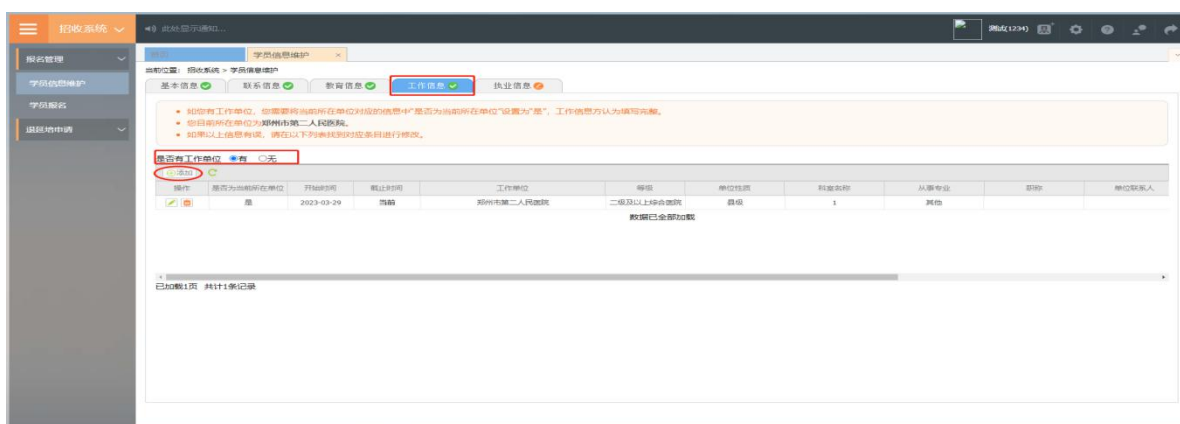 招收系统
此处显示通知...
测试(1234)
报名管理
学员信息维护
学员报名
退回培申请
首页
学员信息维护 ×
当前位置: 招收系统 > 学员信息维护
基本信息 联系信息 教育信息 工作信息 执业信息
• 如您有工作单位, 您需要将当前所在单位对应的信息中"是否为当前所在单位"设置为"是", 工作信息方认为填写完整。
• 您目前所在单位为郑州市第二人民医院。
• 如果以上信息有误, 请在以下列表找到对应条目进行修改。
是否有工作单位 有 无
添加
操作 是否为当前所在单位 开始时间 截止时间 工作单位 等级 单位性质 科室名称 从事专业 职称 单位联系人
是 2023-03-29 当前 郑州市第二人民医院 二级及以上综合医院 县级 1 其他
数据已全部加载
已加载1页 共计1条记录